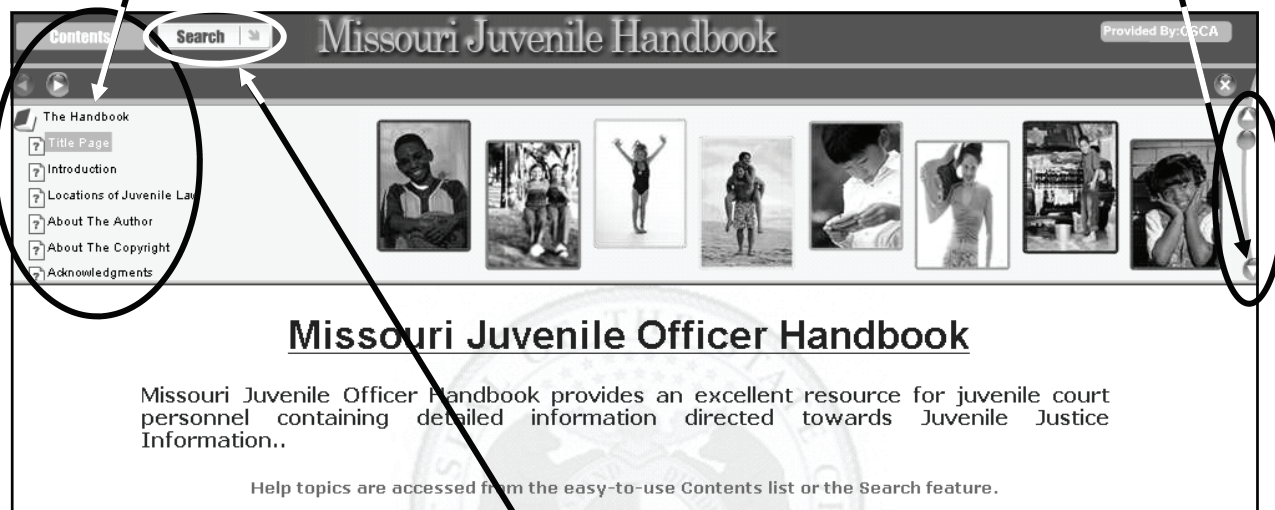 Contents
Search
Missouri Juvenile Handbook
Provided By:OSCA
The Handbook
Title Page
Introduction
Locations of Juvenile
About The Author
About The Copyright
Acknowledgments
Missouri Juvenile Officer Handbook
Missouri Juvenile Officer Handbook provides an excellent resource for juvenile court
personnel containing detailed information directed towards Juvenile Justice
Information..
Help topics are accessed from the easy-to-use Contents list or the Search feature.